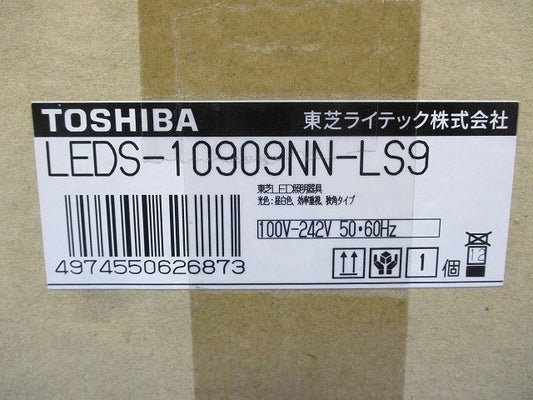 TOSHIBA 東芝ライテック株式会社
LEDS-10909NN-LS9
東芝LED照明器具
光色:昼白色, 効率重視, 狭角タイプ
100V-242V 50・60Hz
4974550626873
1 個 12